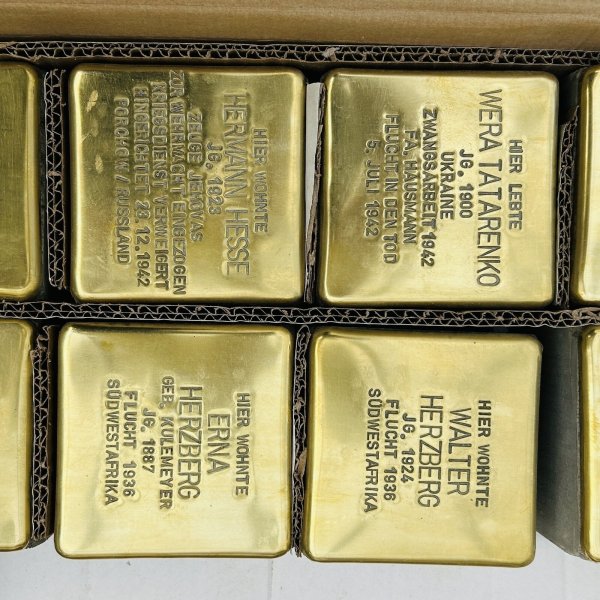 HIER WOHNTE
HERMANN HESSE
JG. 1923
ZEUGE JEHOVAS
ZUR WEHRMACHT EINGEZOGEN
KRIEGSDIENST VERWEIGERT
HINGERICHTET 28.12.1942
PORCHOW / RUSSLAND
HIER LEBTE
WERA TATARENKO
JG. 1900
UKRAINE
ZWANGSARBEIT 1942
FA. HAUSMANN
FLUCHT IN DEN TOD
5. JULI 1942
HIER WOHNTE
ERNA
HERZBERG
GEB. KULEMEYER
JG. 1887
FLUCHT 1936
SÜDWESTAFRIKA
HIER WOHNTE
WALTER
HERZBERG
JG. 1924
FLUCHT 1936
SÜDWESTAFRIKA